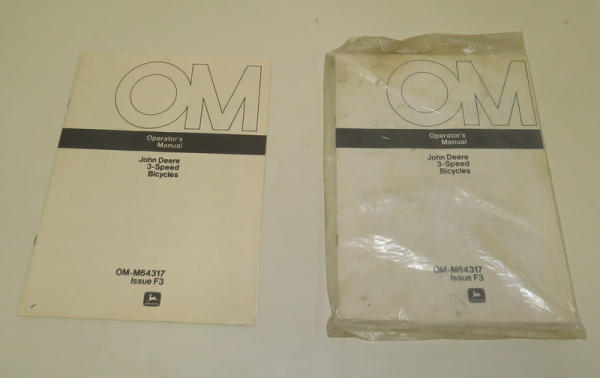 OM
Operator's
Manual
John Deere
3-Speed
Bicycles
OM-M64317
Issue F3
OM
Operator's
Manual
John Deere
3-Speed
Bicycles
OM-M64317
Issue F3